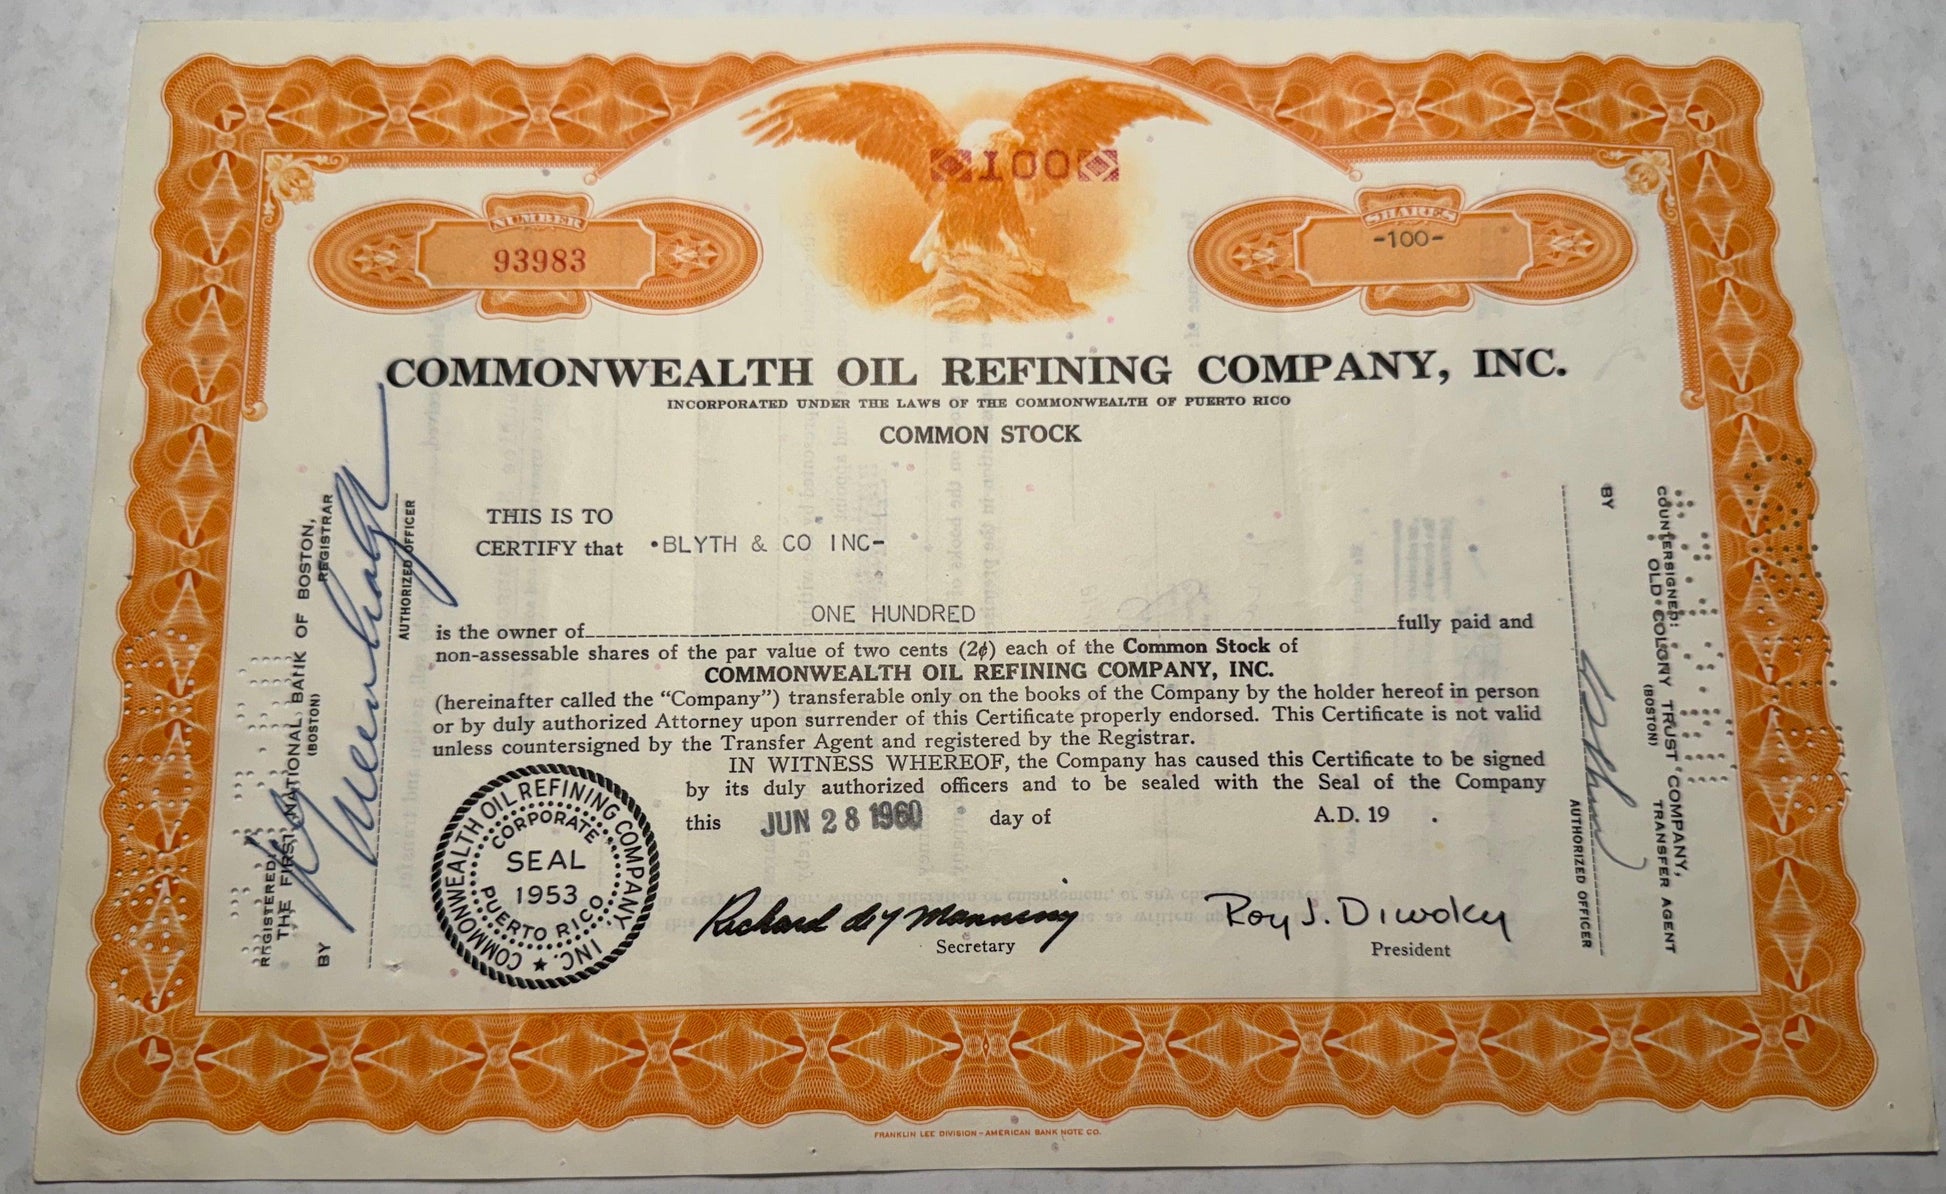 100
NUMBER
93983
SHARES
-100-
COMMONWEALTH OIL REFINING COMPANY, INC.
INCORPORATED UNDER THE LAWS OF THE COMMONWEALTH OF PUERTO RICO
COMMON STOCK
THIS IS TO
CERTIFY that •BLYTH & CO INC-
ONE HUNDRED
is the owner of fully paid and
non-assessable shares of the par value of two cents (2¢) each of the Common Stock of
COMMONWEALTH OIL REFINING COMPANY, INC.
(hereinafter called the “Company”) transferable only on the books of the Company by the holder hereof in person
or by duly authorized Attorney upon surrender of this Certificate properly endorsed. This Certificate is not valid
unless countersigned by the Transfer Agent and registered by the Registrar.
IN WITNESS WHEREOF, the Company has caused this Certificate to be signed
by its duly authorized officers and to be sealed with the Seal of the Company
this JUN 28 1960 day of A.D. 19 .
COMMONWEALTH OIL REFINING COMPANY, INC.
CORPORATE
SEAL
1953
PUERTO RICO
Richard de Y Manning
Secretary
Roy J. Diwoky
President
REGISTERED:
THE FIRST NATIONAL BANK OF BOSTON,
(BOSTON)
REGISTRAR
BY
AUTHORIZED OFFICER
COUNTERSIGNED:
OLD COLONY TRUST COMPANY,
(BOSTON)
TRANSFER AGENT
BY
AUTHORIZED OFFICER
FRANKLIN LEE DIVISION - AMERICAN BANK NOTE CO.